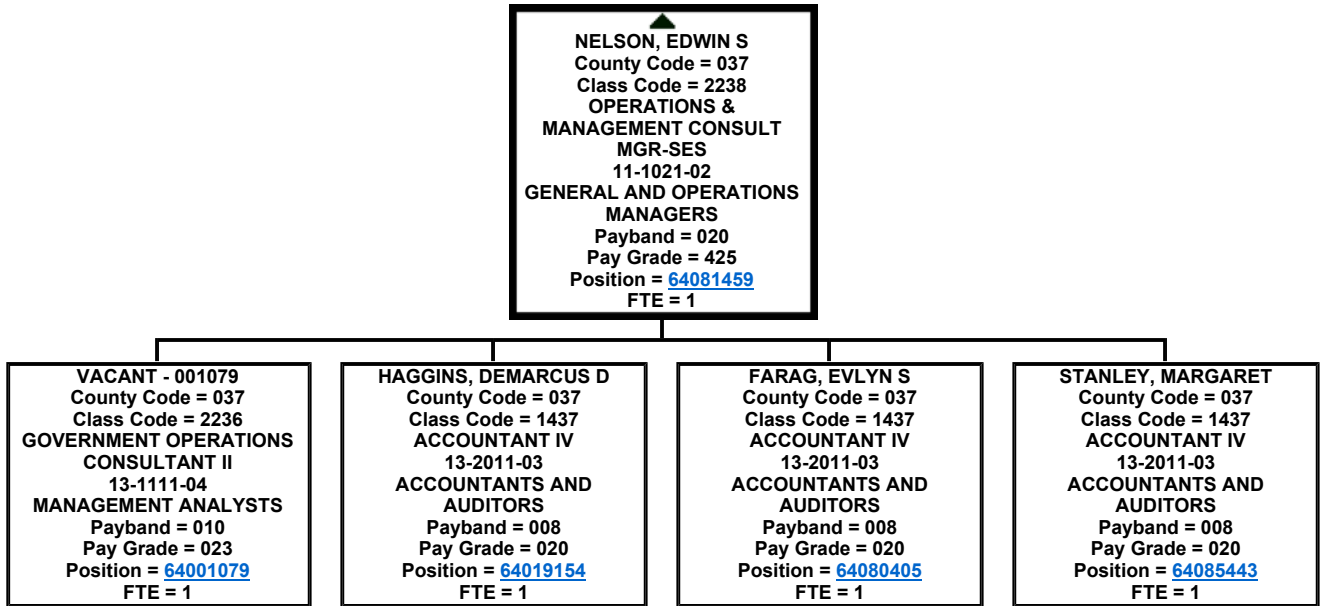 NELSON, EDWIN S
County Code = 037
Class Code = 2238
OPERATIONS &
MANAGEMENT CONSULT
MGR-SES
11-1021-02
GENERAL AND OPERATIONS
MANAGERS
Payband = 020
Pay Grade = 425
Position = 64081459
FTE = 1
VACANT - 001079
County Code = 037
Class Code = 2236
GOVERNMENT OPERATIONS
CONSULTANT II
13-1111-04
MANAGEMENT ANALYSTS
Payband = 010
Pay Grade = 023
Position = 64001079
FTE = 1
HAGGINS, DEMARCUS D
County Code = 037
Class Code = 1437
ACCOUNTANT IV
13-2011-03
ACCOUNTANTS AND
AUDITORS
Payband = 008
Pay Grade = 020
Position = 64019154
FTE = 1
FARAG, EVLYN S
County Code = 037
Class Code = 1437
ACCOUNTANT IV
13-2011-03
ACCOUNTANTS AND
AUDITORS
Payband = 008
Pay Grade = 020
Position = 64080405
FTE = 1
STANLEY, MARGARET
County Code = 037
Class Code = 1437
ACCOUNTANT IV
13-2011-03
ACCOUNTANTS AND
AUDITORS
Payband = 008
Pay Grade = 020
Position = 64085443
FTE = 1